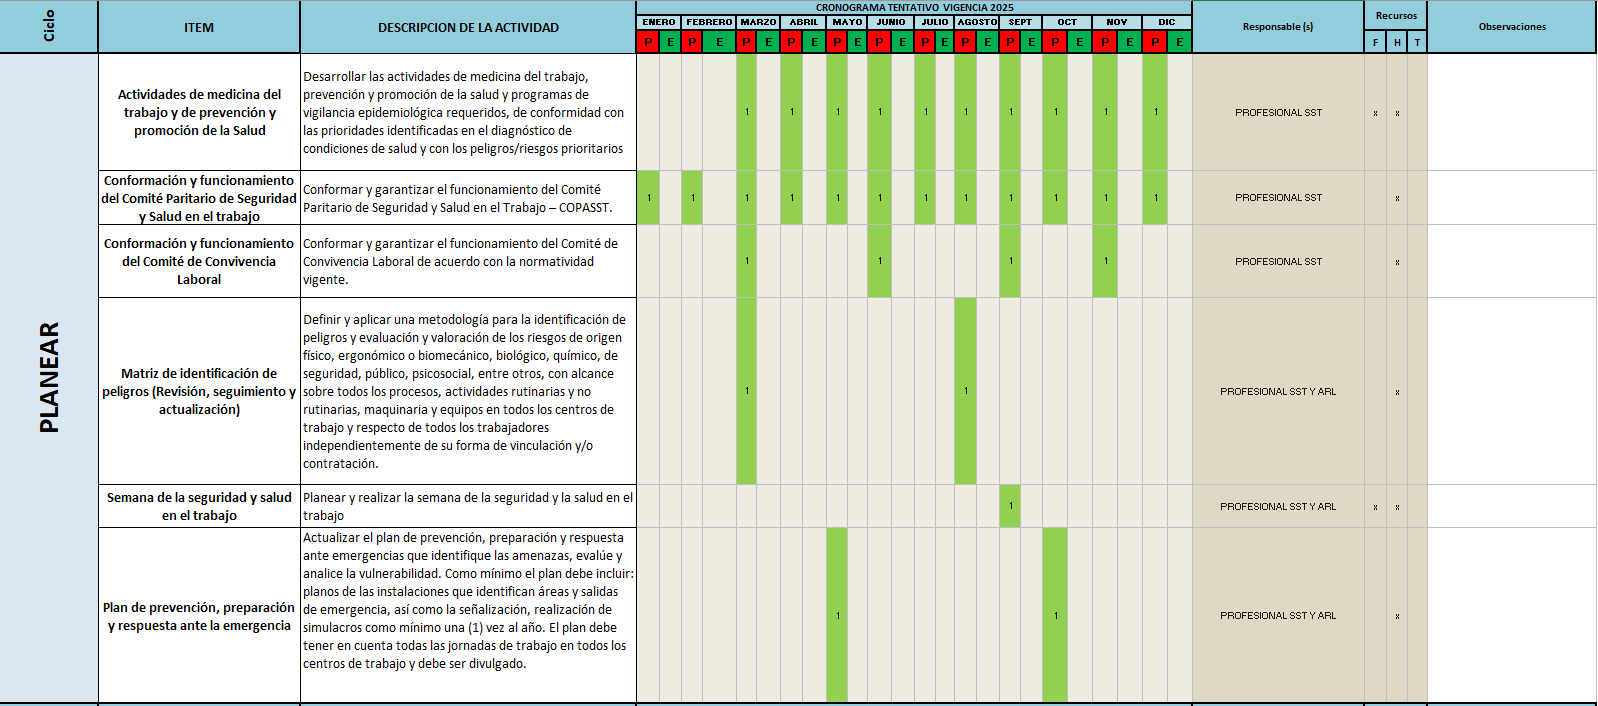 Ciclo
ITEM
DESCRIPCION DE LA ACTIVIDAD
CRONOGRAMA TENTATIVO VIGENCIA 2025
ENERO FEBRERO MARZO ABRIL MAYO JUNIO JULIO AGOSTO SEPT OCT NOV DIC
P E P E P E P E P E P E P E P E P E P E P E P E
Responsable (s)
Recursos
F H T
Observaciones
PLANEAR
Actividades de medicina del
trabajo y de prevención y
promoción de la Salud
Desarrollar las actividades de medicina del trabajo,
prevención y promoción de la salud y programas de
vigilancia epidemiológica requeridos, de conformidad con
las prioridades identificadas en el diagnóstico de
condiciones de salud y con los peligros/riesgos prioritarios
1 1 1 1 1 1 1 1 1 1
PROFESIONAL SST
x x
Conformación y funcionamiento
del Comité Paritario de Seguridad
y Salud en el trabajo
Conformar y garantizar el funcionamiento del Comité
Paritario de Seguridad y Salud en el Trabajo – COPASST.
1 1 1 1 1 1 1 1 1 1 1 1
PROFESIONAL SST
x
Conformación y funcionamiento
del Comité de Convivencia
Laboral
Conformar y garantizar el funcionamiento del Comité de
Convivencia Laboral de acuerdo con la normatividad
vigente.
1 1 1 1
PROFESIONAL SST
x
Matriz de identificación de
peligros (Revisión, seguimiento y
actualización)
Definir y aplicar una metodología para la identificación de
peligros y evaluación y valoración de los riesgos de origen
físico, ergonómico o biomecánico, biológico, químico, de
seguridad, público, psicosocial, entre otros, con alcance
sobre todos los procesos, actividades rutinarias y no
rutinarias, maquinaria y equipos en todos los centros de
trabajo y respecto de todos los trabajadores
independientemente de su forma de vinculación y/o
contratación.
1 1
PROFESIONAL SST Y ARL
x
Semana de la seguridad y salud
en el trabajo
Planear y realizar la semana de la seguridad y la salud en el
trabajo
1
PROFESIONAL SST Y ARL
x x
Plan de prevención, preparación
y respuesta ante la emergencia
Actualizar el plan de prevención, preparación y respuesta
ante emergencias que identifique las amenazas, evalúe y
analice la vulnerabilidad. Como mínimo el plan debe incluir:
planos de las instalaciones que identifican áreas y salidas
de emergencia, así como la señalización, realización de
simulacros como mínimo una (1) vez al año. El plan debe
tener en cuenta todas las jornadas de trabajo en todos los
centros de trabajo y debe ser divulgado.
1 1
PROFESIONAL SST Y ARL
x